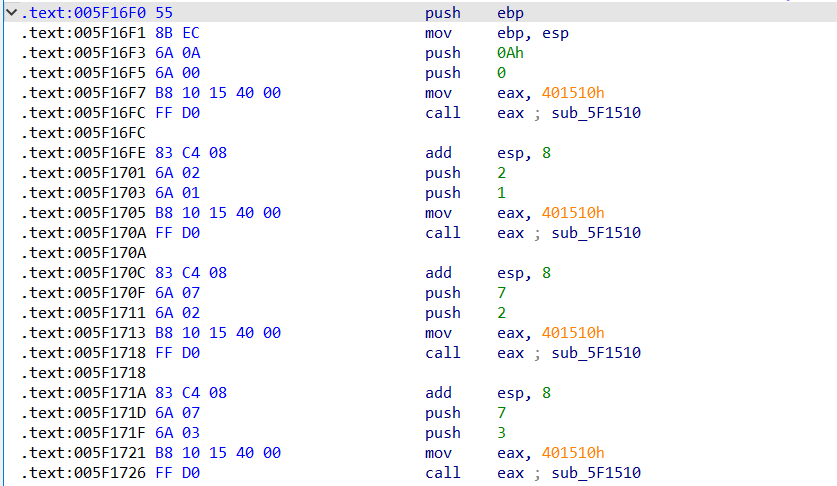 .text:005F16F0 55 push ebp
.text:005F16F1 8B EC mov ebp, esp
.text:005F16F3 6A 0A push 0Ah
.text:005F16F5 6A 00 push 0
.text:005F16F7 B8 10 15 40 00 mov eax, 401510h
.text:005F16FC FF D0 call eax ; sub_5F1510
.text:005F16FC
.text:005F16FE 83 C4 08 add esp, 8
.text:005F1701 6A 02 push 2
.text:005F1703 6A 01 push 1
.text:005F1705 B8 10 15 40 00 mov eax, 401510h
.text:005F170A FF D0 call eax ; sub_5F1510
.text:005F170A
.text:005F170C 83 C4 08 add esp, 8
.text:005F170F 6A 07 push 7
.text:005F1711 6A 02 push 2
.text:005F1713 B8 10 15 40 00 mov eax, 401510h
.text:005F1718 FF D0 call eax ; sub_5F1510
.text:005F1718
.text:005F171A 83 C4 08 add esp, 8
.text:005F171D 6A 07 push 7
.text:005F171F 6A 03 push 3
.text:005F1721 B8 10 15 40 00 mov eax, 401510h
.text:005F1726 FF D0 call eax ; sub_5F1510